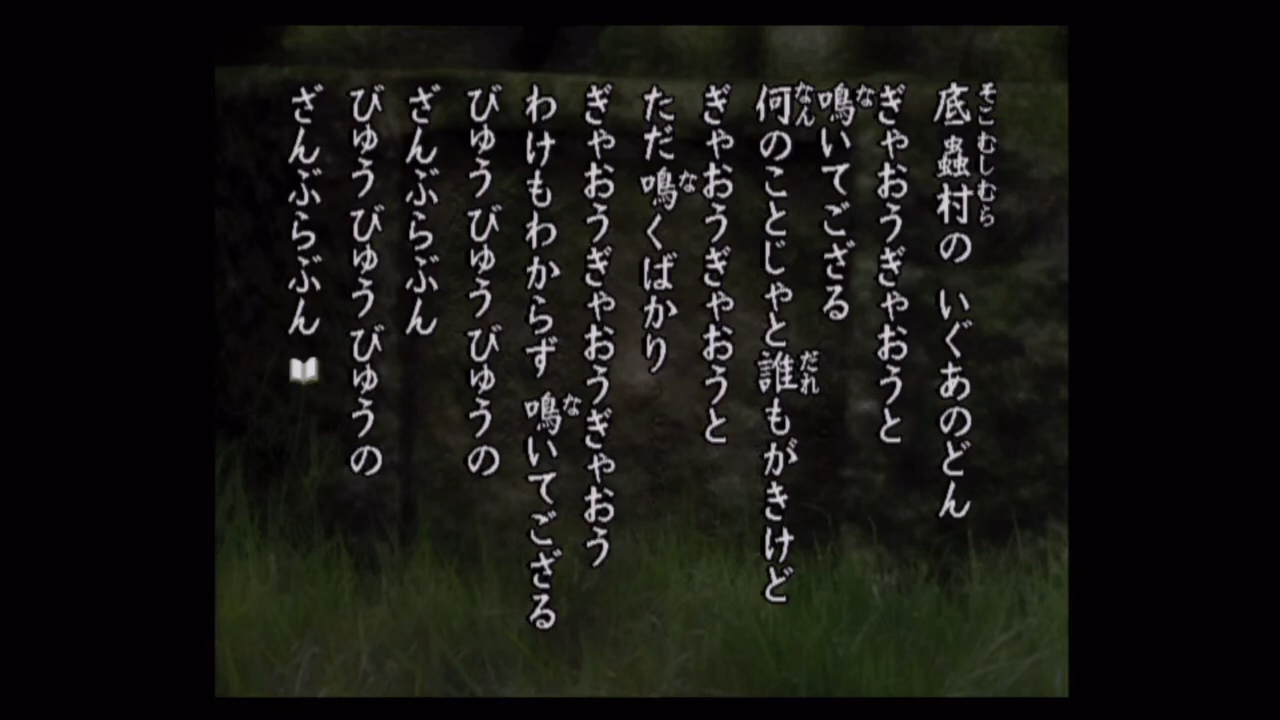 底蟲村の いぐあのどん
ぎゃおうぎゃおうと
鳴いてござる
何のことじゃと誰もがきけど
ぎゃおうぎゃおうと
ただ鳴くばかり
ぎゃおうぎゃおうぎゃおう
わけもわからず 鳴いてござる
びゅうびゅうびゅうの
ざんぶらぶん
びゅうびゅうびゅうの
ざんぶらぶん